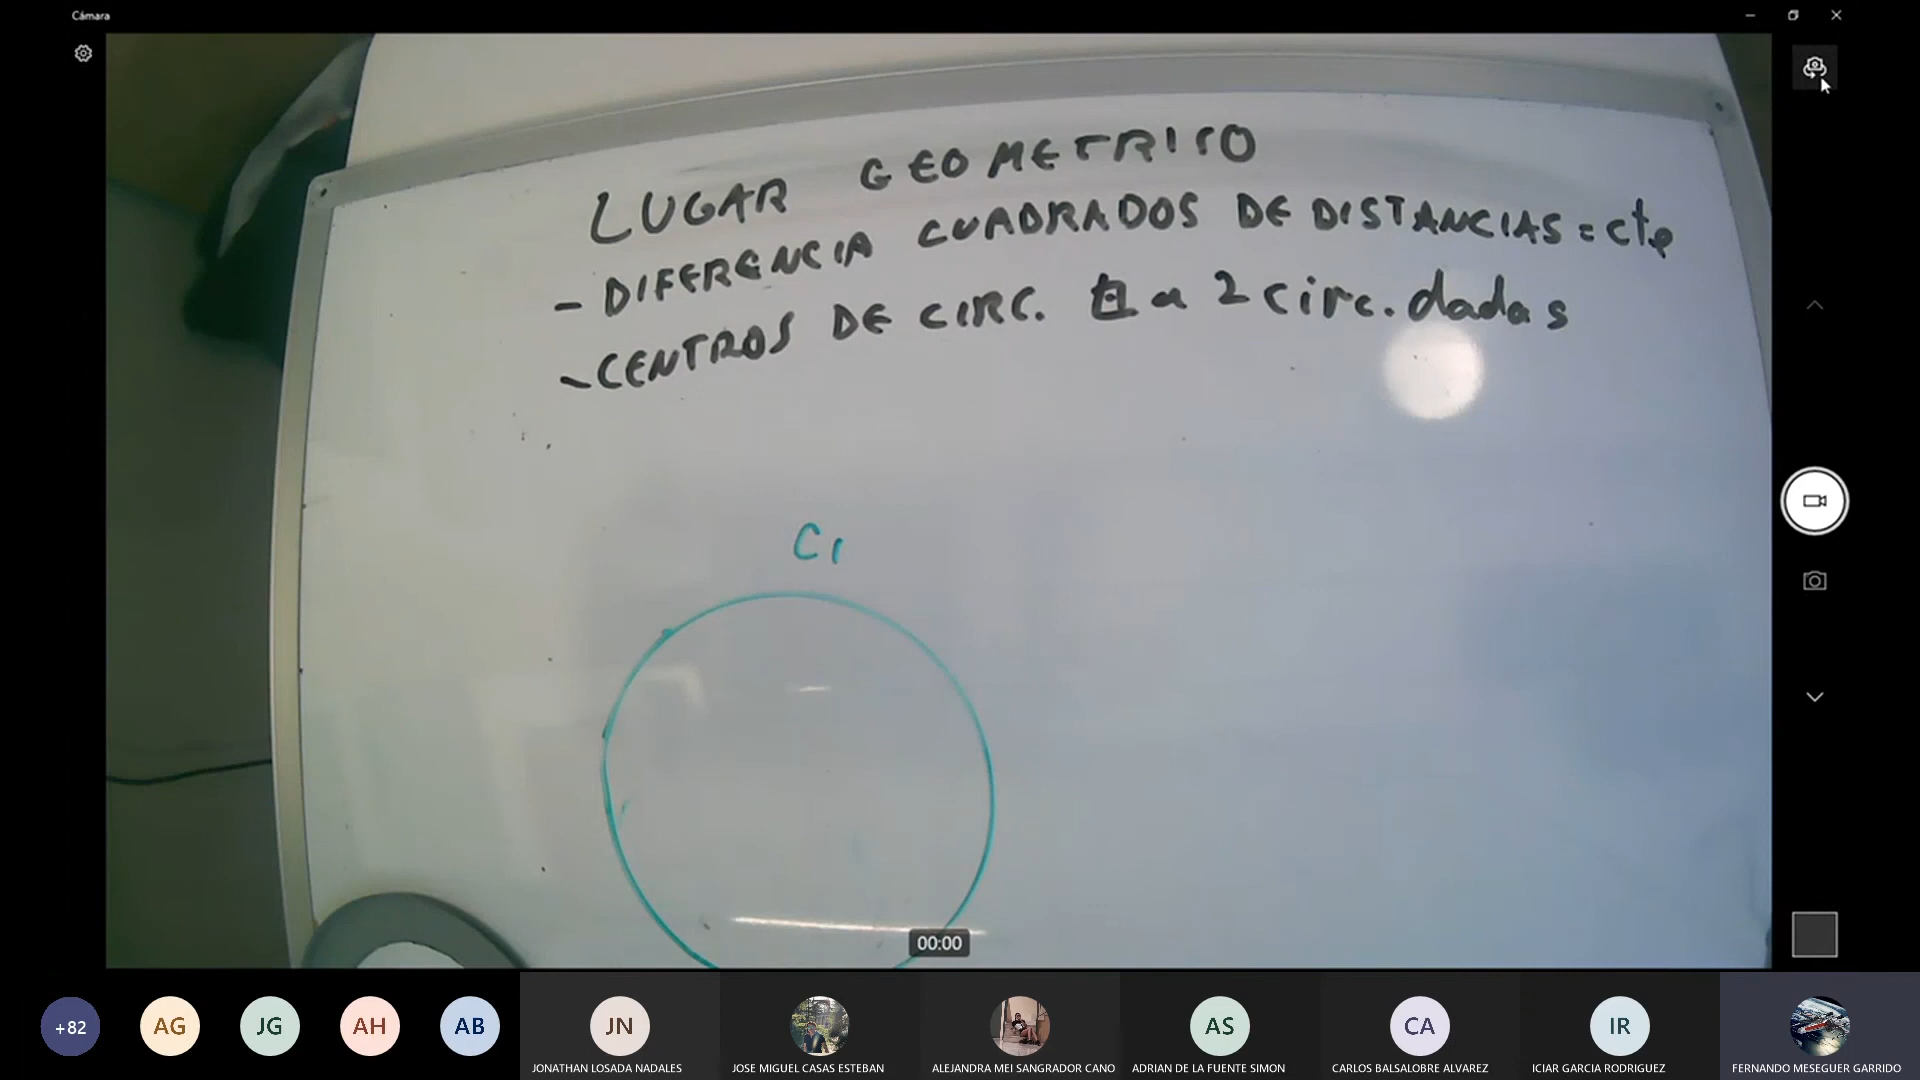 Cámara
LUGAR GEOMETRICO
- DIFERENCIA CUADRADOS DE DISTANCIAS = cte
- CENTROS DE CIRC. a 2 circ. dadas
C1
00:00
+82
AG
JG
AH
AB
JN
AS
CA
IR
JONATHAN LOSADA NADALES
JOSE MIGUEL CASAS ESTEBAN
ALEJANDRA MEI SANGRADOR CANO
ADRIAN DE LA FUENTE SIMON
CARLOS BALSALOBRE ALVAREZ
ICIAR GARCIA RODRIGUEZ
FERNANDO MESEGUER GARRIDO